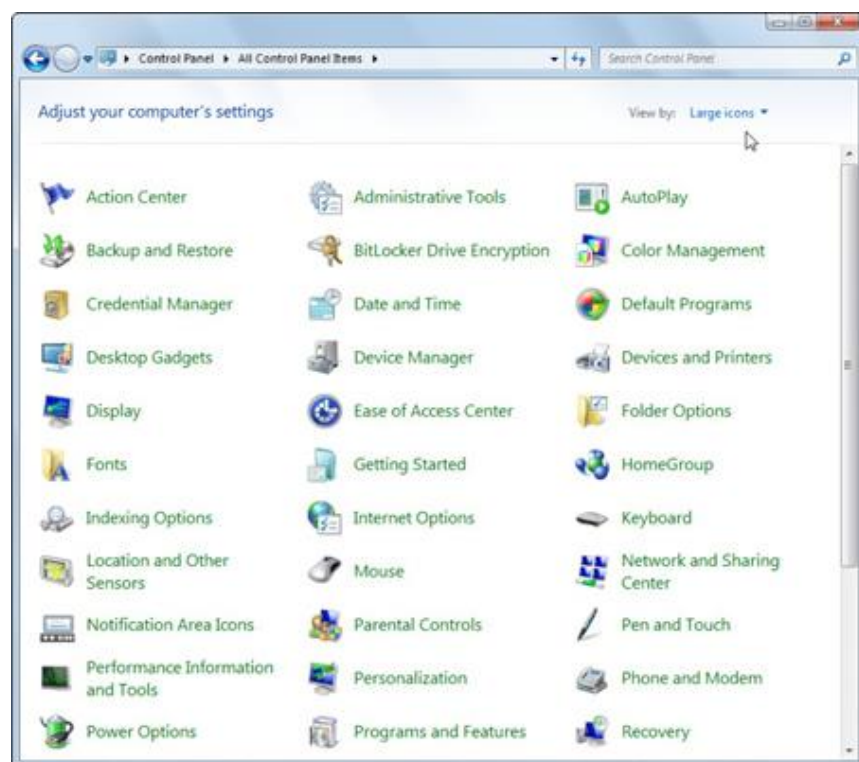 Control Panel ▸ All Control Panel Items ▸
Search Control Panel
Adjust your computer's settings
View by: Large icons
Action Center
Administrative Tools
AutoPlay
Backup and Restore
BitLocker Drive Encryption
Color Management
Credential Manager
Date and Time
Default Programs
Desktop Gadgets
Device Manager
Devices and Printers
Display
Ease of Access Center
Folder Options
Fonts
Getting Started
HomeGroup
Indexing Options
Internet Options
Keyboard
Location and Other
Sensors
Mouse
Network and Sharing
Center
Notification Area Icons
Parental Controls
Pen and Touch
Performance Information
and Tools
Personalization
Phone and Modem
Power Options
Programs and Features
Recovery